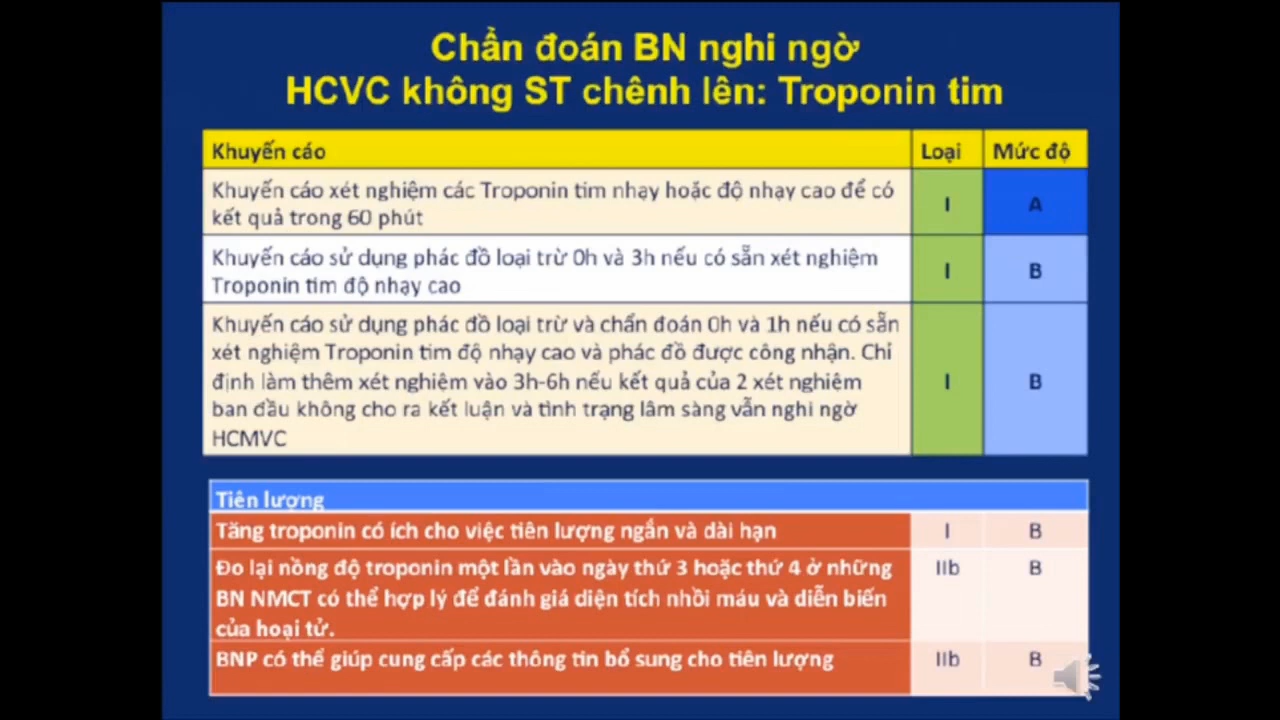 Chẩn đoán BN nghi ngờ
HCVC không ST chênh lên: Troponin tim
Khuyến cáo Loại Mức độ
Khuyến cáo xét nghiệm các Troponin tim nhạy hoặc độ nhạy cao để có
kết quả trong 60 phút
I A
Khuyến cáo sử dụng phác đồ loại trừ 0h và 3h nếu có sẵn xét nghiệm
Troponin tim độ nhạy cao
I B
Khuyến cáo sử dụng phác đồ loại trừ và chẩn đoán 0h và 1h nếu có sẵn
xét nghiệm Troponin tim độ nhạy cao và phác đồ được công nhận. Chỉ
định làm thêm xét nghiệm vào 3h-6h nếu kết quả của 2 xét nghiệm
ban đầu không cho ra kết luận và tình trạng lâm sàng vẫn nghi ngờ
HCMVC
I B
Tiên lượng
Tăng troponin có ích cho việc tiên lượng ngắn và dài hạn I B
Đo lại nồng độ troponin một lần vào ngày thứ 3 hoặc thứ 4 ở những
BN NMCT có thể hợp lý để đánh giá diện tích nhồi máu và diễn biến
của hoại tử.
IIb B
BNP có thể giúp cung cấp các thông tin bổ sung cho tiên lượng IIb B